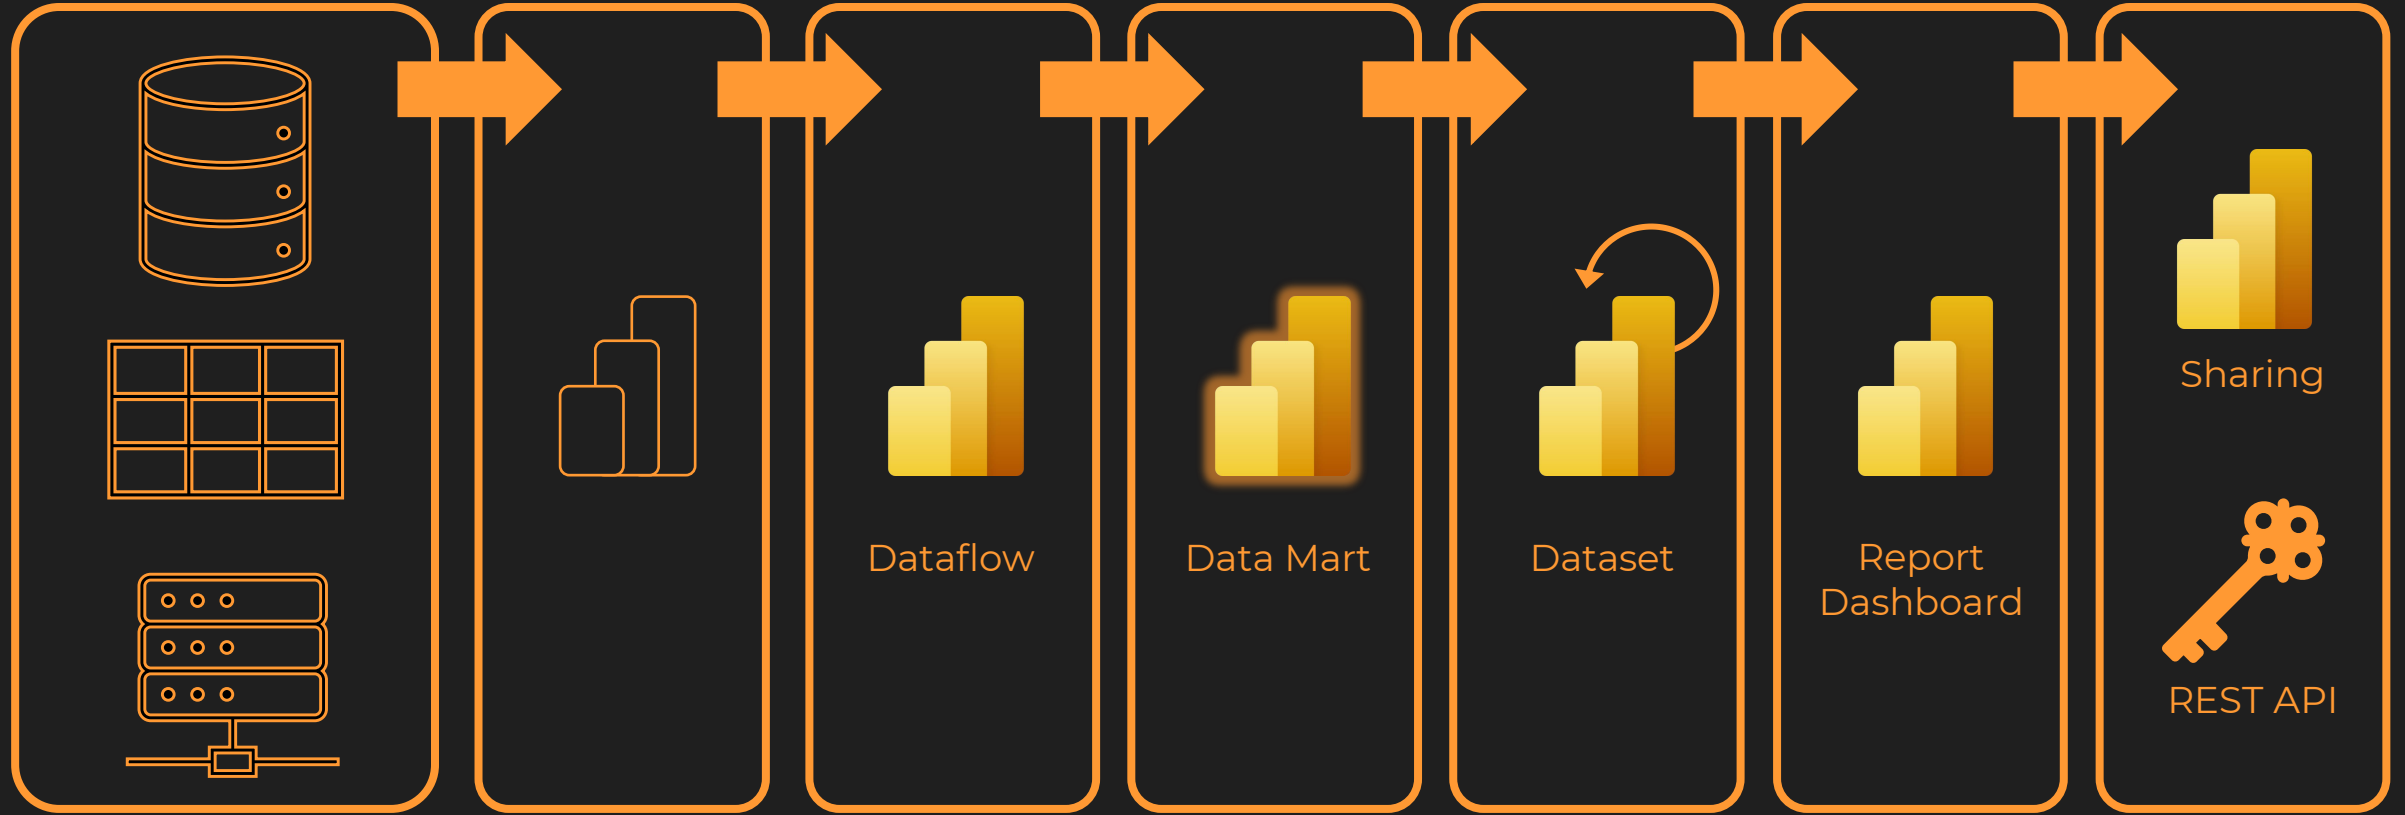 Dataflow
Data Mart
Dataset
Report
Dashboard
Sharing
REST API